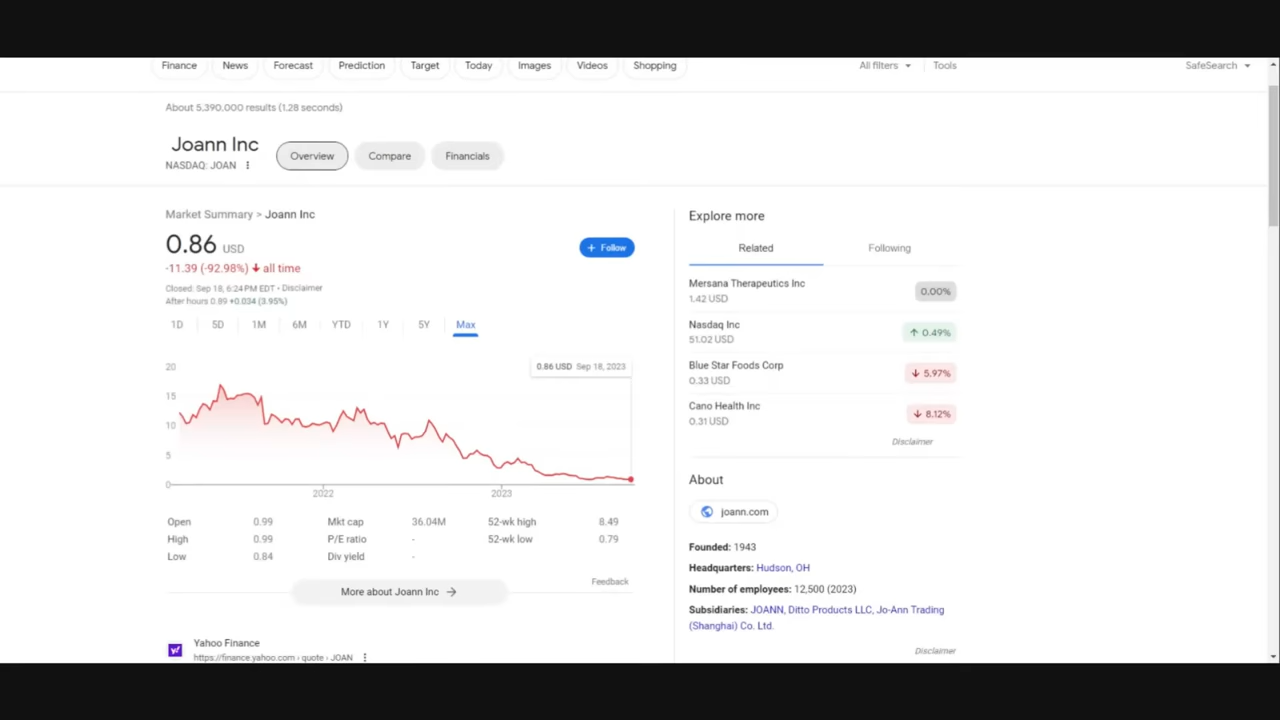 Finance News Forecast Prediction Target Today Images Videos Shopping All filters Tools SafeSearch
About 5,390,000 results (1.28 seconds)
Joann Inc
NASDAQ: JOAN
Overview Compare Financials
Market Summary > Joann Inc
0.86 USD
+ Follow
-11.39 (-92.98%) ↓ all time
Closed: Sep 18, 6:24 PM EDT • Disclaimer
After hours 0.89 +0.034 (3.95%)
1D 5D 1M 6M YTD 1Y 5Y Max
0.86 USD Sep 18, 2023
20
15
10
5
0
2022 2023
Open 0.99 Mkt cap 36.04M 52-wk high 8.49
High 0.99 P/E ratio - 52-wk low 0.79
Low 0.84 Div yield -
Feedback
More about Joann Inc →
Yahoo Finance
https://finance.yahoo.com › quote › JOAN
Explore more
Related Following
Mersana Therapeutics Inc
1.42 USD
0.00%
Nasdaq Inc
51.02 USD
↑ 0.49%
Blue Star Foods Corp
0.33 USD
↓ 5.97%
Cano Health Inc
0.31 USD
↓ 8.12%
Disclaimer
About
joann.com
Founded: 1943
Headquarters: Hudson, OH
Number of employees: 12,500 (2023)
Subsidiaries: JOANN, Ditto Products LLC, Jo-Ann Trading
(Shanghai) Co. Ltd.
Disclaimer